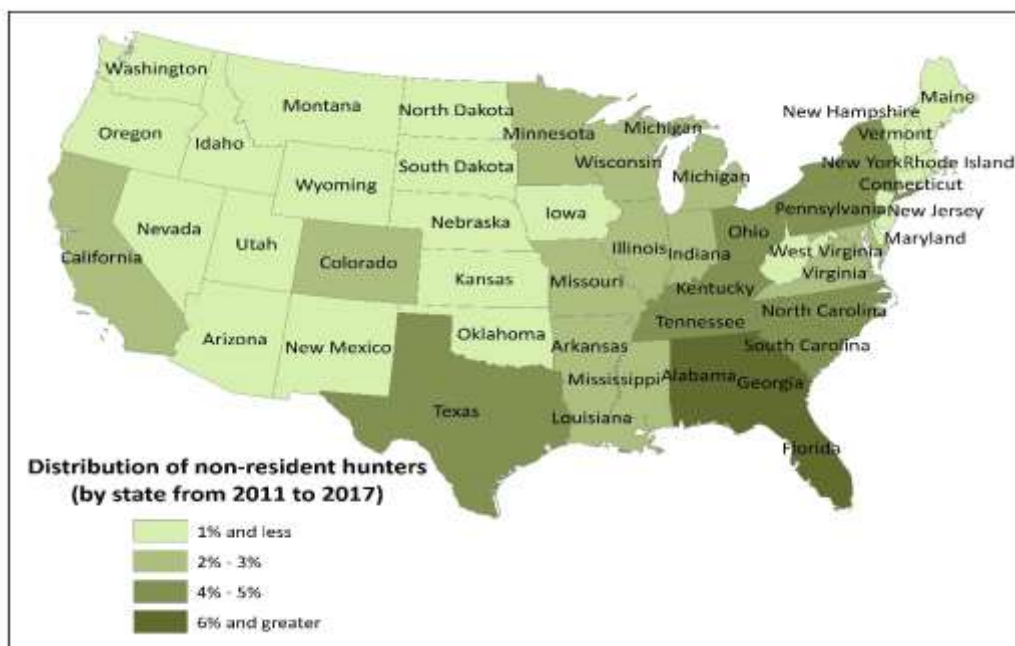 Washington
Montana
North Dakota
Maine
New Hampshire
Oregon
Idaho
Minnesota
Michigan
Vermont
South Dakota
Wisconsin
New York
Rhode Island
Wyoming
Michigan
Connecticut
Nebraska
Iowa
Pennsylvania
New Jersey
Nevada
Utah
Ohio
Maryland
California
Colorado
Illinois
Indiana
West Virginia
Kansas
Missouri
Virginia
Kentucky
North Carolina
Arizona
New Mexico
Oklahoma
Tennessee
Arkansas
South Carolina
Mississippi
Alabama
Georgia
Texas
Louisiana
Florida
Distribution of non-resident hunters
(by state from 2011 to 2017)
1% and less
2% - 3%
4% - 5%
6% and greater